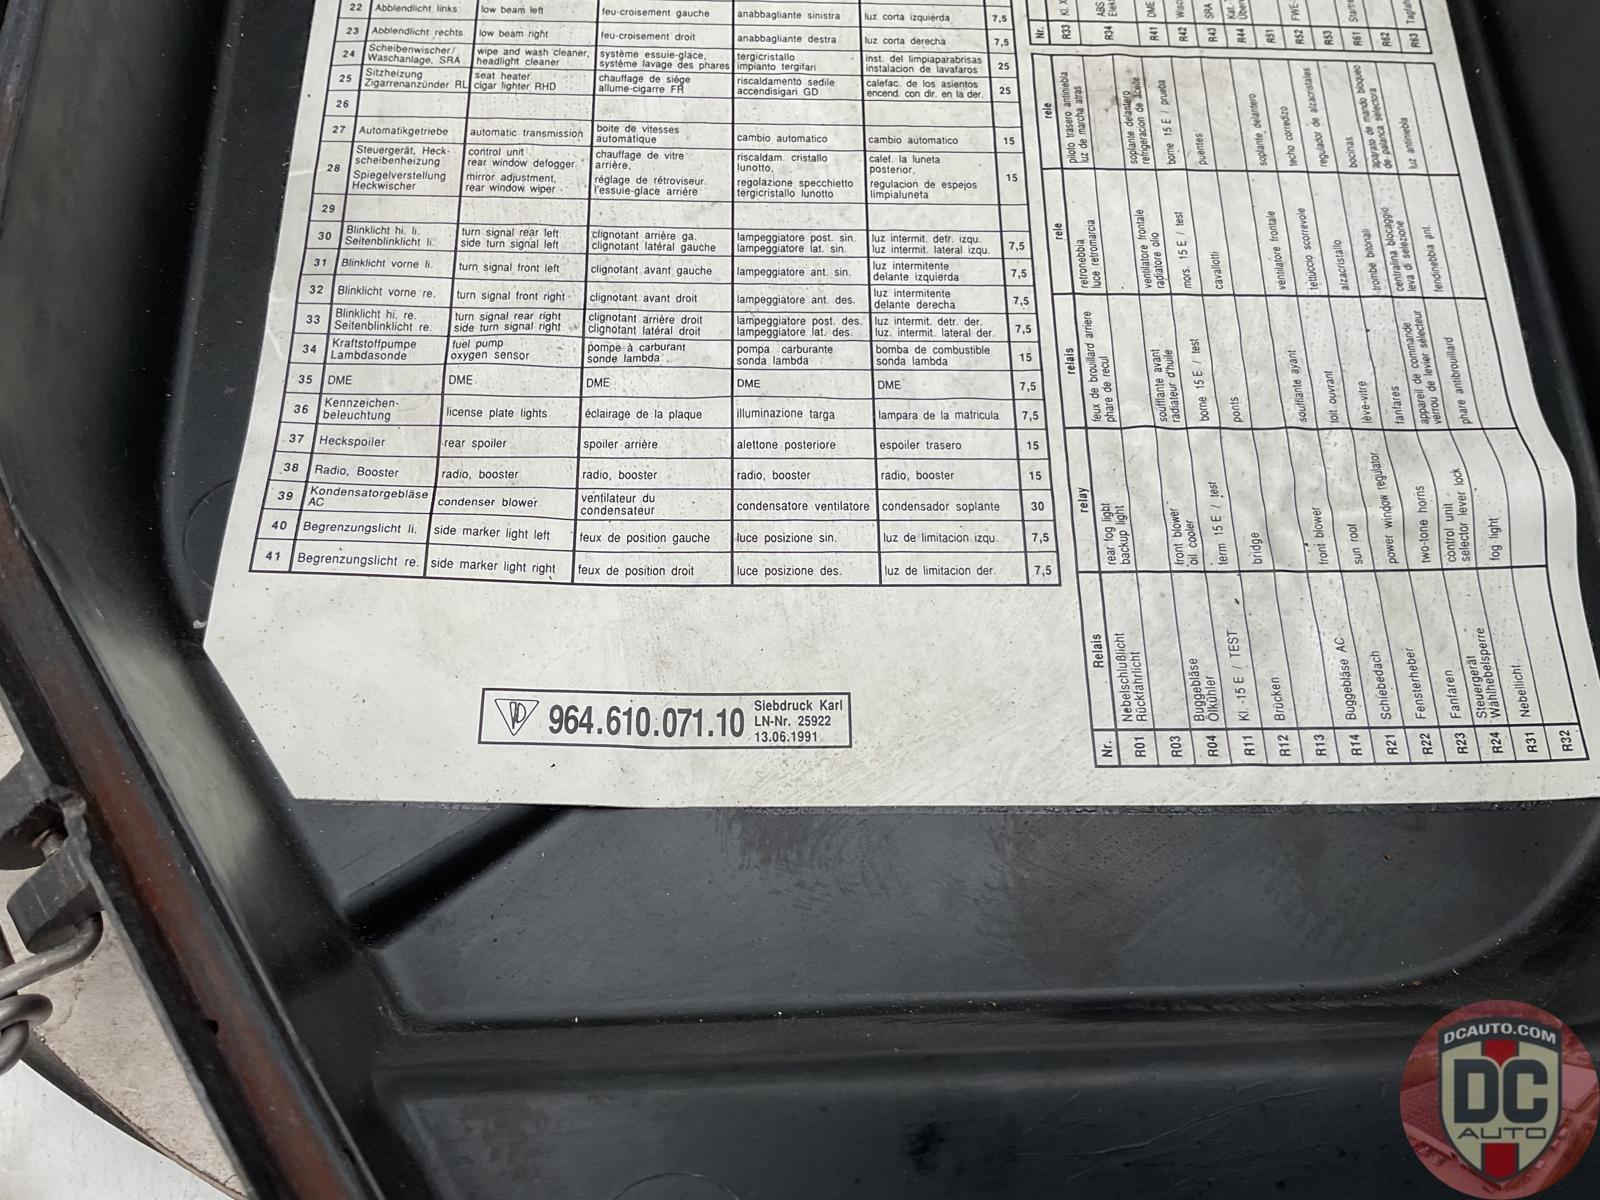 22 Abblendlicht links low beam left feu-croisement gauche anabbagliante sinistra luz corta izquierda 7,5
23 Abblendlicht rechts low beam right feu-croisement droit anabbagliante destra luz corta derecha 7,5
24 Scheibenwischer/ wipe and wash cleaner, système essuie-glace, tergicristallo inst. del limpiaparabrisas 25
Waschanlage, SRA headlight cleaner système lavage des phares impianto tergifari instalacion de lavafaros
25 Sitzheizung seat heater chauffage de siége riscaldamento sedile calefac. de los asientos 25
Zigarrenanzünder RL cigar lighter RHD allume-cigarre FR accendisigari GD encend. con dir. en la der.
26
27 Automatikgetriebe automatic transmission boite de vitesses cambio automatico cambio automatico 15
automatique
28 Steuergerät, Heck- control unit chauffage de vitre riscaldam. cristallo calef. la luneta 15
scheibenheizung rear window defogger, arrière, lunotto, posterior,
Spiegelverstellung mirror adjustment, réglage de rétroviseur regolazione specchietto regulacion de espejos
Heckwischer rear window wiper l'essuie-glace arriére tergicristallo lunotto limpialuneta
29
30 Blinklicht hi. li. turn signal rear left clignotant arrière ga. lampeggiatore post. sin. luz intermit. detr. izqu. 7,5
Seitenblinklicht li. side turn signal left clignotant latéral gauche lampeggiatore lat. sin. luz intermit. lateral izqu.
31 Blinklicht vorne li. turn signal front left clignotant avant gauche lampeggiatore ant. sin. luz intermitente 7,5
delante izquierda
32 Blinklicht vorne re. turn signal front right clignotant avant droit lampeggiatore ant. des. luz intermitente 7,5
delante derecha
33 Blinklicht hi. re. turn signal rear right clignotant arrière droit lampeggiatore post. des. luz intermit. detr. der. 7,5
Seitenblinklicht re. side turn signal right clignotant latéral droit lampeggiatore lat. des. luz. intermit. lateral der.
34 Kraftstoffpumpe fuel pump pompe à carburant pompa carburante bomba de combustible 15
Lambdasonde oxygen sensor sonde lambda sonda lambda sonda lambda
35 DME DME DME DME DME 7,5
36 Kennzeichen- license plate lights éclairage de la plaque illuminazione targa lampara de la matricula 7,5
beleuchtung
37 Heckspoiler rear spoiler spoiler arrière alettone posteriore espoiler trasero 15
38 Radio, Booster radio, booster radio, booster radio, booster radio, booster 15
39 Kondensatorgebläse condenser blower ventilateur du condensatore ventilatore condensador soplante 30
AC condensateur
40 Begrenzungslicht li. side marker light left feux de position gauche luce posizione sin. luz de limitacion izqu. 7,5
41 Begrenzungslicht re. side marker light right feux de position droit luce posizione des. luz de limitacion der. 7,5
964.610.071.10
Siebdruck Karl
LN-Nr. 25922
13.06.1991
Nr. Relais relay relais rele rele
R01 Nebelschlußlicht rear fog light feux de brouillard arriere retronebbia piloto trasero antiniebla
Rückfahrlicht backup light phare de recul luce retromarcia luz de marcha atras
R03
R04 Buggebläse front blower soufflante avant ventilatore frontale soplante delantero
Ölkühler oil cooler radiateur d'huile radiatore olio refrigeracion de aceite
R11 Kl. -15 E / TEST term 15 E / test borne 15 E / test mors. 15 E / test borne 15 E / prueba
R12 Brücken bridge ponts cavallotti puentes
R13
R14 Buggebläse AC front blower soufflante ayant ventilatore frontale soplante delantero
R21 Schiebedach sun roof toit ouvrant tettuccio scorrevole techo corredizo
R22 Fensterheber power window regulator lève-vitre alzacristallo regulador de alzacristales
R23 Fanfaren two-tone horns fanfares trombe bitonali bocinas
R24 Steuergerät control unit appareil de commande centralina bloccaggio aparato de mando bloqueo
Wählhebelsperre selector lever lock verrou de levier sélecteur leva di selezione de palanca selectora
R31 Nebellicht fog light phare antibrouillard fendinebbia ant. luz antiniebla
R32
Nr.
R33 Kl. X
R34 ABS
R41 DME
R42
R43 SRA
R44 Kat.
R51
R52 FWE
R53
R61
R62
R63
DCAUTO.COM
DC
AUTO